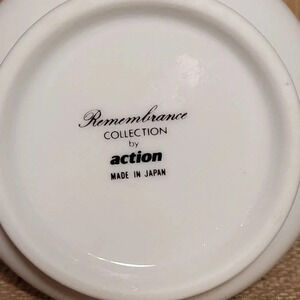 Remembrance
COLLECTION
by
action
MADE IN JAPAN